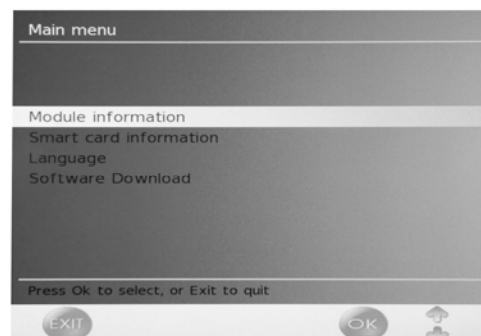 Main menu
Module information
Smart card information
Language
Software Download
Press Ok to select, or Exit to quit
EXIT
OK